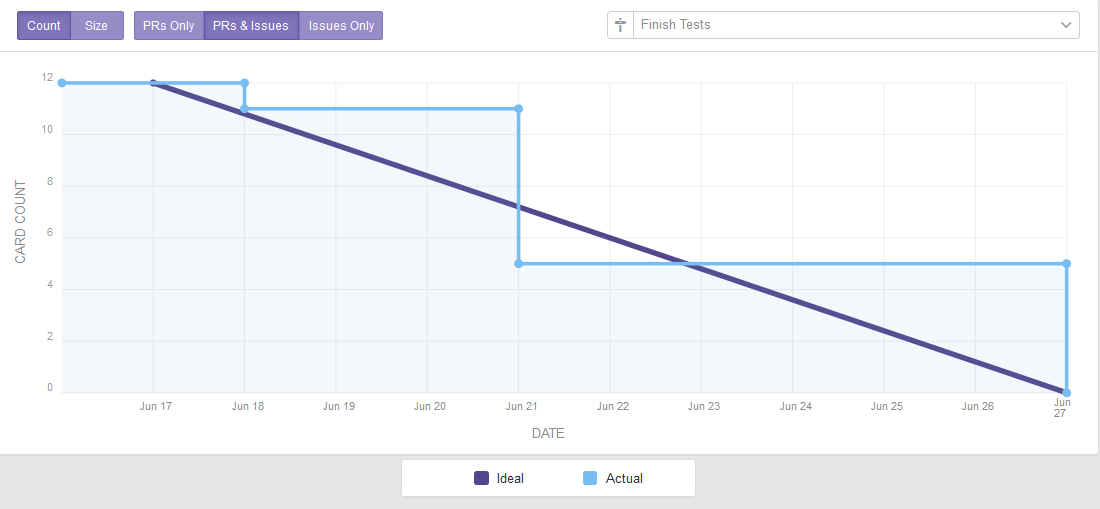 Count Size PRs Only PRs & Issues Issues Only Finish Tests
12
10
8
6
4
2
0
CARD COUNT
Jun 17 Jun 18 Jun 19 Jun 20 Jun 21 Jun 22 Jun 23 Jun 24 Jun 25 Jun 26 Jun
27
DATE
Ideal Actual